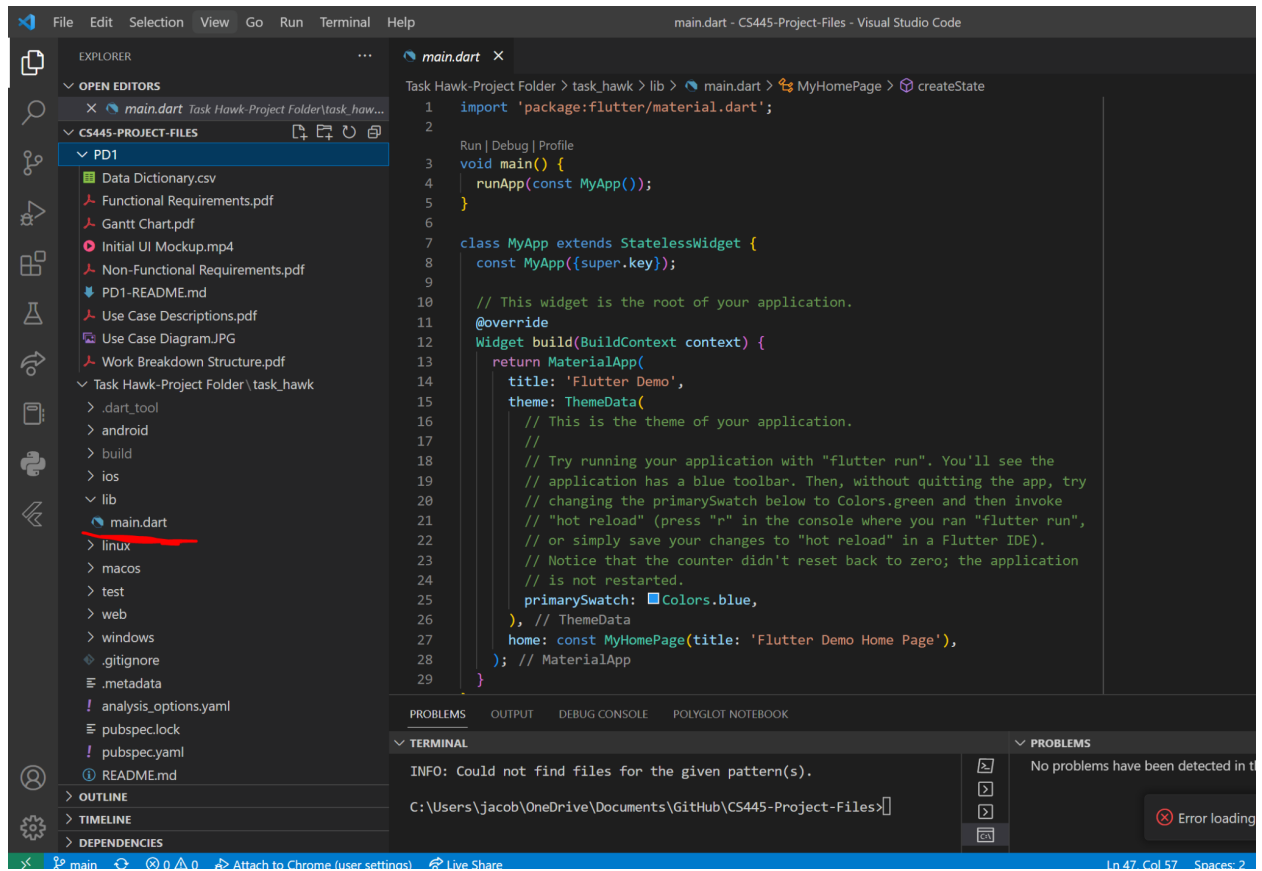 File Edit Selection View Go Run Terminal Help
main.dart - CS445-Project-Files - Visual Studio Code
EXPLORER
OPEN EDITORS
main.dart Task Hawk-Project Folder\task_haw...
CS445-PROJECT-FILES
PD1
Data Dictionary.csv
Functional Requirements.pdf
Gantt Chart.pdf
Initial UI Mockup.mp4
Non-Functional Requirements.pdf
PD1-README.md
Use Case Descriptions.pdf
Use Case Diagram.JPG
Work Breakdown Structure.pdf
Task Hawk-Project Folder\task_hawk
.dart_tool
android
build
ios
lib
main.dart
linux
macos
test
web
windows
.gitignore
.metadata
analysis_options.yaml
pubspec.lock
pubspec.yaml
README.md
OUTLINE
TIMELINE
DEPENDENCIES
main.dart
Task Hawk-Project Folder > task_hawk > lib > main.dart > MyHomePage > createState
1 import 'package:flutter/material.dart';
2
Run | Debug | Profile
3 void main() {
4 runApp(const MyApp());
5 }
6
7 class MyApp extends StatelessWidget {
8 const MyApp({super.key});
9
10 // This widget is the root of your application.
11 @override
12 Widget build(BuildContext context) {
13 return MaterialApp(
14 title: 'Flutter Demo',
15 theme: ThemeData(
16 // This is the theme of your application.
17 //
18 // Try running your application with "flutter run". You'll see the
19 // application has a blue toolbar. Then, without quitting the app, try
20 // changing the primarySwatch below to Colors.green and then invoke
21 // "hot reload" (press "r" in the console where you ran "flutter run",
22 // or simply save your changes to "hot reload" in a Flutter IDE).
23 // Notice that the counter didn't reset back to zero; the application
24 // is not restarted.
25 primarySwatch: Colors.blue,
26 ), // ThemeData
27 home: const MyHomePage(title: 'Flutter Demo Home Page'),
28 ); // MaterialApp
29 }
PROBLEMS OUTPUT DEBUG CONSOLE POLYGLOT NOTEBOOK
TERMINAL
INFO: Could not find files for the given pattern(s).
C:\Users\jacob\OneDrive\Documents\GitHub\CS445-Project-Files>
PROBLEMS
No problems have been detected in
Error loading
main 0 0 Attach to Chrome (user settings) Live Share
Ln 47, Col 57 Spaces: 2